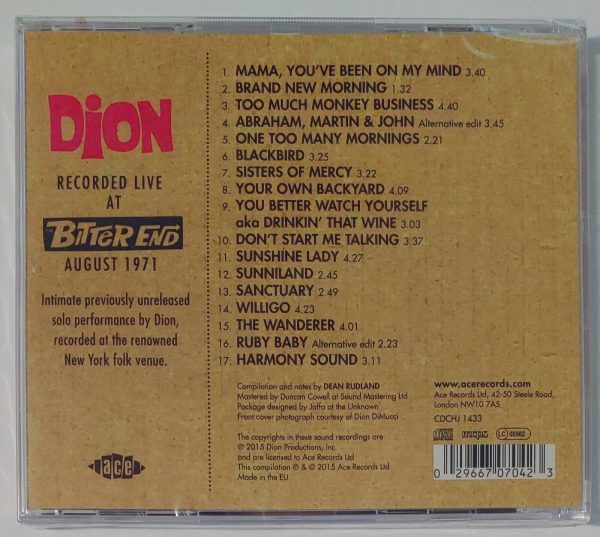 DION
RECORDED LIVE
AT
BITTER END
AUGUST 1971
Intimate previously unreleased
solo performance by Dion,
recorded at the renowned
New York folk venue.
ace
1. MAMA, YOU'VE BEEN ON MY MIND 3.40
2. BRAND NEW MORNING 1.32
3. TOO MUCH MONKEY BUSINESS 4.40
4. ABRAHAM, MARTIN & JOHN Alternative edit 3.45
5. ONE TOO MANY MORNINGS 2.21
6. BLACKBIRD 3.25
7. SISTERS OF MERCY 3.22
8. YOUR OWN BACKYARD 4.09
9. YOU BETTER WATCH YOURSELF
aka DRINKIN' THAT WINE 3.03
10. DON'T START ME TALKING 3.37
11. SUNSHINE LADY 4.27
12. SUNNILAND 2.45
13. SANCTUARY 2.49
14. WILLIGO 4.23
15. THE WANDERER 4.01
16. RUBY BABY Alternative edit 2.23
17. HARMONY SOUND 3.11
Compilation and notes by DEAN RUDLAND
Mastered by Duncan Cowell at Sound Mastering Ltd
Package designed by Jaffa at the Unknown
Front cover photograph courtesy of Dion DiMucci
The copyrights in these sound recordings are
℗ 2015 Dion Productions, Inc
and are licensed to Ace Records Ltd
This compilation ℗ & © 2015 Ace Records Ltd.
Made in the EU
www.acerecords.com
Ace Records Ltd, 42-50 Steele Road,
London NW10 7AS
CDCHJ 1433
mcps LC 05982
0 29667 07042 3